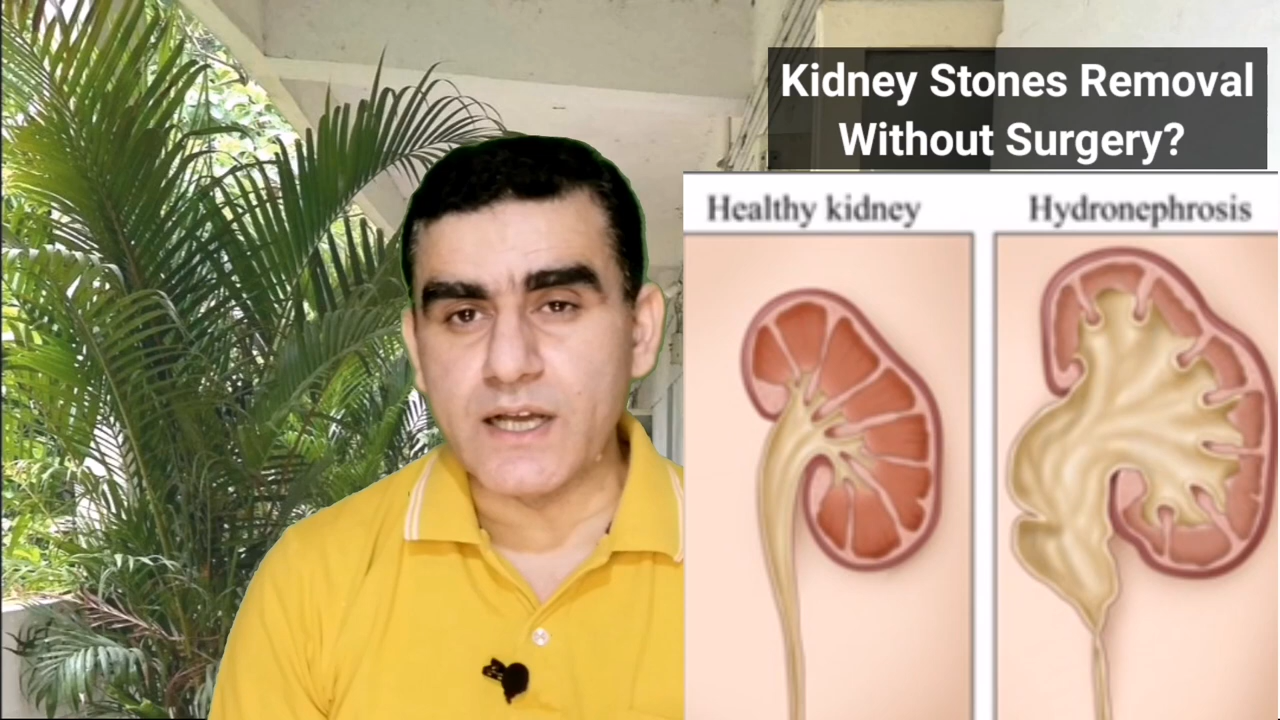 Kidney Stones Removal
Without Surgery?
Healthy kidney
Hydronephrosis